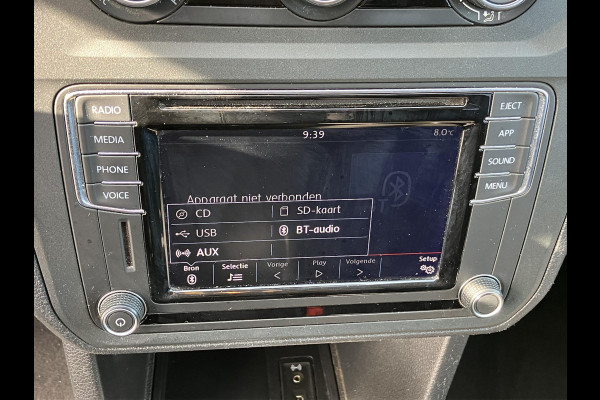 RADIO
MEDIA
PHONE
VOICE
EJECT
APP
SOUND
MENU
9:39 8.0°C
Apparaat niet verbonden
CD SD-kaart
USB BT-audio
AUX
Bron Selectie Vorige Play Volgende Setup